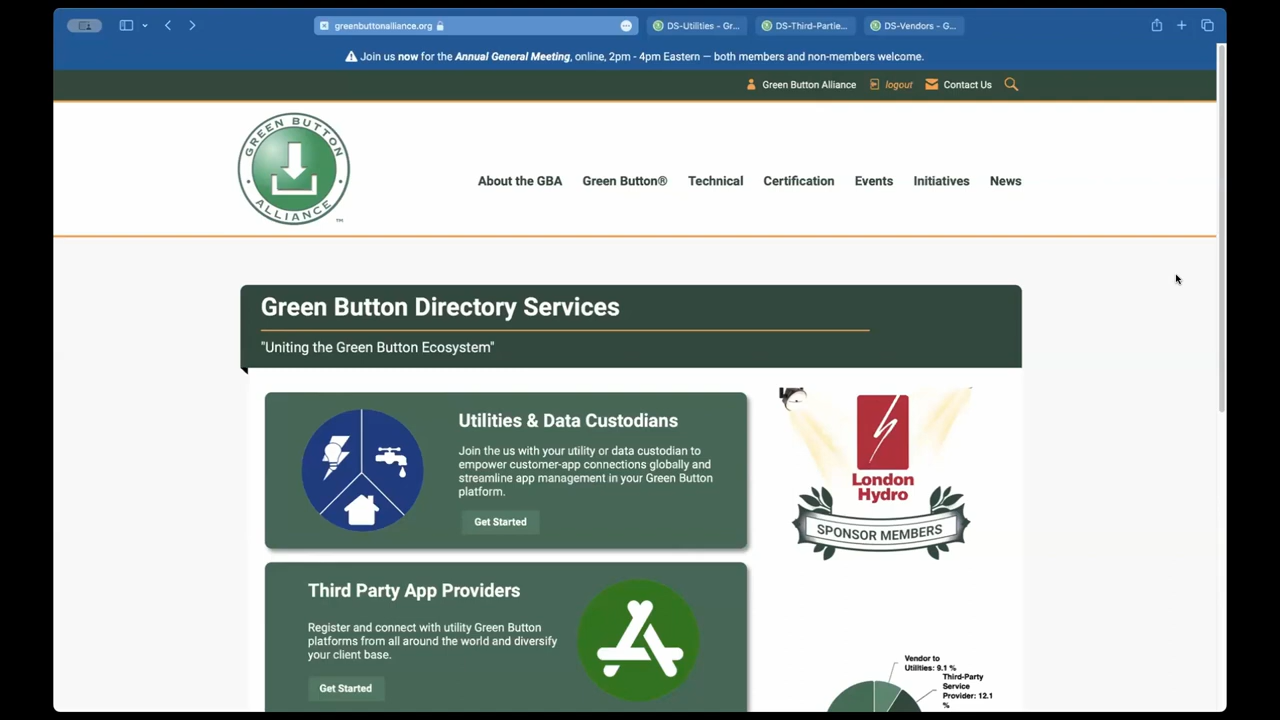 greenbuttonalliance.org
DS-Utilities - Gr...
DS-Third-Partie...
DS-Vendors - G...
Join us now for the Annual General Meeting, online, 2pm - 4pm Eastern — both members and non-members welcome.
Green Button Alliance
logout
Contact Us
GREEN BUTTON
ALLIANCE
TM
About the GBA
Green Button®
Technical
Certification
Events
Initiatives
News
Green Button Directory Services
"Uniting the Green Button Ecosystem"
Utilities & Data Custodians
Join the us with your utility or data custodian to
empower customer-app connections globally and
streamline app management in your Green Button
platform.
Get Started
London
Hydro
SPONSOR MEMBERS
Third Party App Providers
Register and connect with utility Green Button
platforms from all around the world and diversify
your client base.
Get Started
Vendor to
Utilities: 9.1 %
Third-Party
Service
Provider: 12.1
%